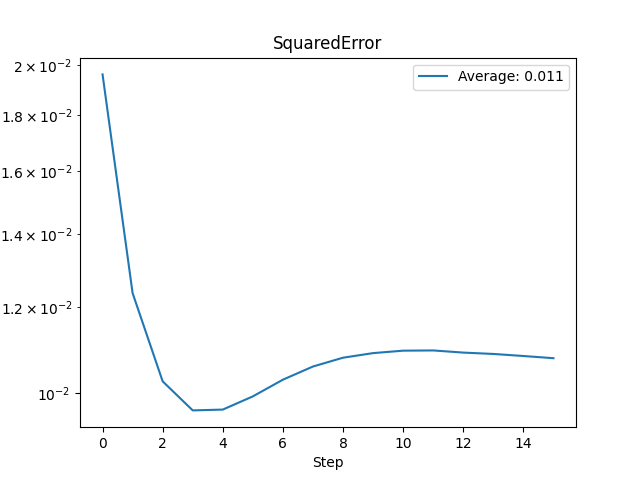 SquaredError
Average: 0.011
2 × 10⁻²
1.8 × 10⁻²
1.6 × 10⁻²
1.4 × 10⁻²
1.2 × 10⁻²
10⁻²
0 2 4 6 8 10 12 14
Step